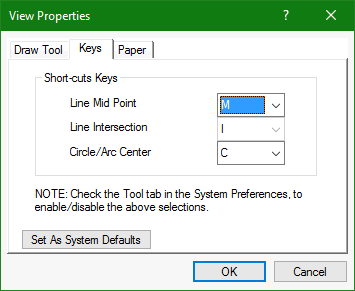 View Properties
?
Draw Tool Keys Paper
Short-cuts Keys
Line Mid Point M
Line Intersection I
Circle/Arc Center C
NOTE: Check the Tool tab in the System Preferences, to
enable/disable the above selections.
Set As System Defaults
OK Cancel